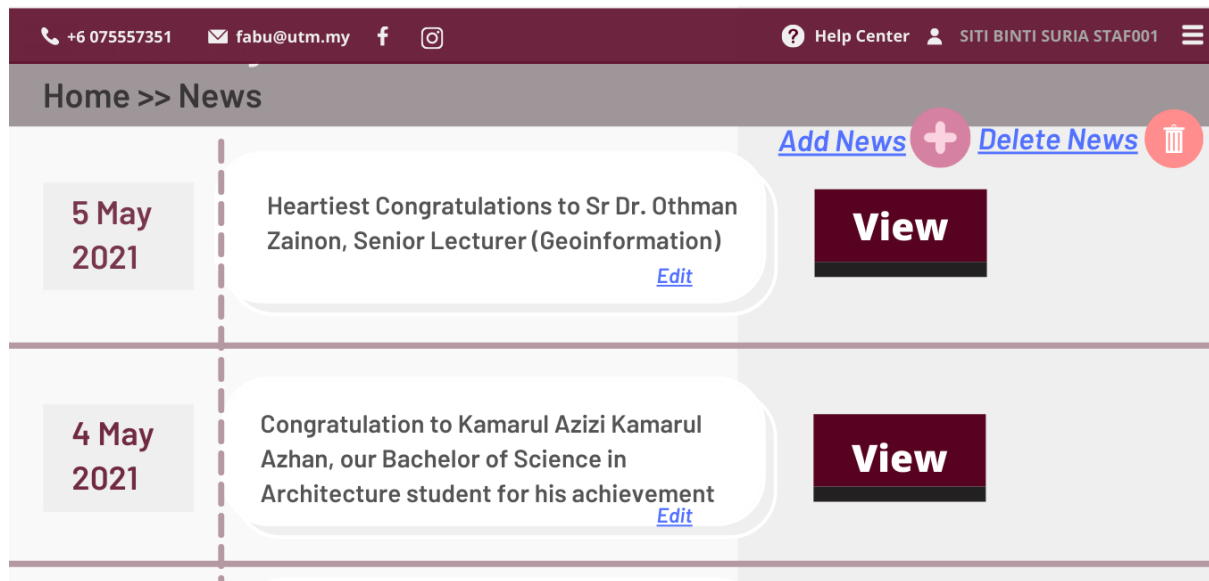 +6 075557351 fabu@utm.my Help Center SITI BINTI SURIA STAF001
Home >> News
Add News Delete News
5 May
2021
Heartiest Congratulations to Sr Dr. Othman
Zainon, Senior Lecturer (Geoinformation)
Edit
View
4 May
2021
Congratulation to Kamarul Azizi Kamarul
Azhan, our Bachelor of Science in
Architecture student for his achievement
Edit
View